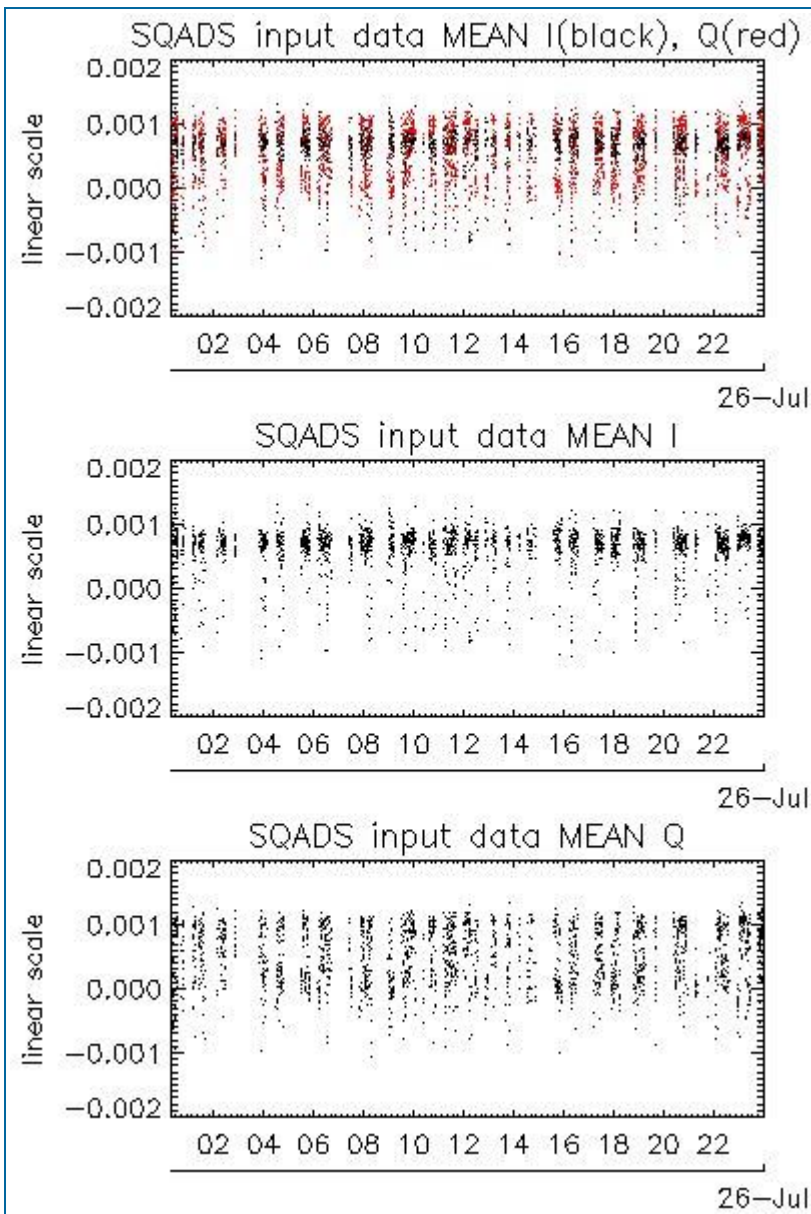 SQADS input data MEAN I(black), Q(red)
linear scale
0.002
0.001
0.000
−0.001
−0.002
02 04 06 08 10 12 14 16 18 20 22
26−Jul
SQADS input data MEAN I
linear scale
0.002
0.001
0.000
−0.001
−0.002
02 04 06 08 10 12 14 16 18 20 22
26−Jul
SQADS input data MEAN Q
linear scale
0.002
0.001
0.000
−0.001
−0.002
02 04 06 08 10 12 14 16 18 20 22
26−Jul